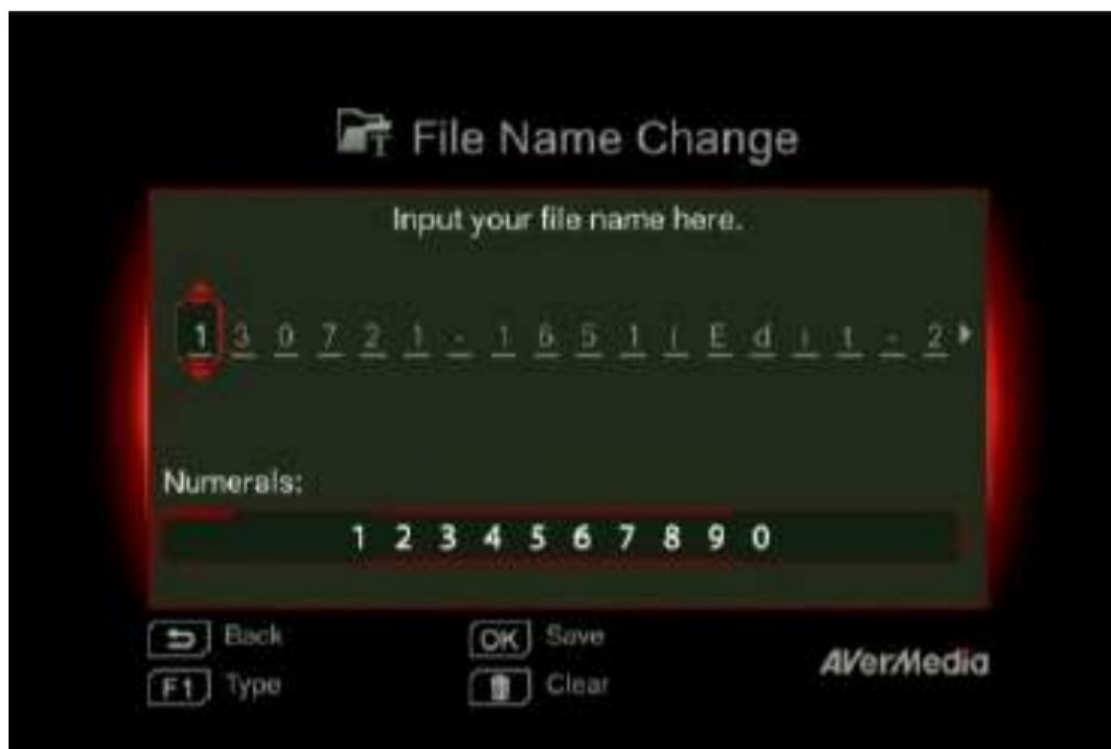 File Name Change
Input your file name here.
1 3 0 7 2 1 - 1 6 5 1 ( E d i t - 2
Numerals:
1 2 3 4 5 6 7 8 9 0
Back
OK Save
F1 Type
Clear
AVerMedia